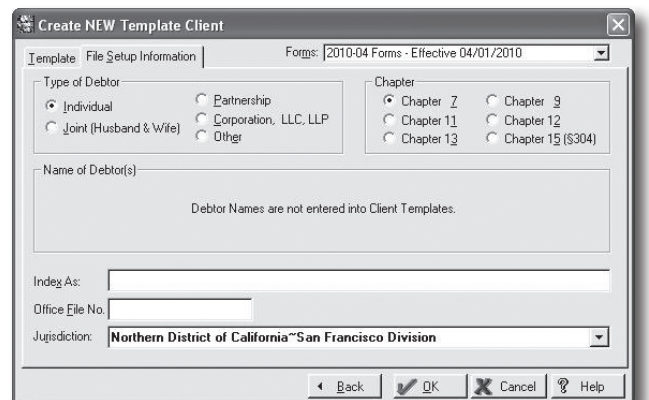 Create NEW Template Client
Template File Setup Information Forms: 2010-04 Forms - Effective 04/01/2010
Type of Debtor
Individual
Joint (Husband & Wife)
Partnership
Corporation, LLC, LLP
Other
Chapter
Chapter 7 Chapter 9
Chapter 11 Chapter 12
Chapter 13 Chapter 15 (§304)
Name of Debtor(s)
Debtor Names are not entered into Client Templates.
Index As:
Office File No.
Jurisdiction: Northern District of California~San Francisco Division
Back OK Cancel Help